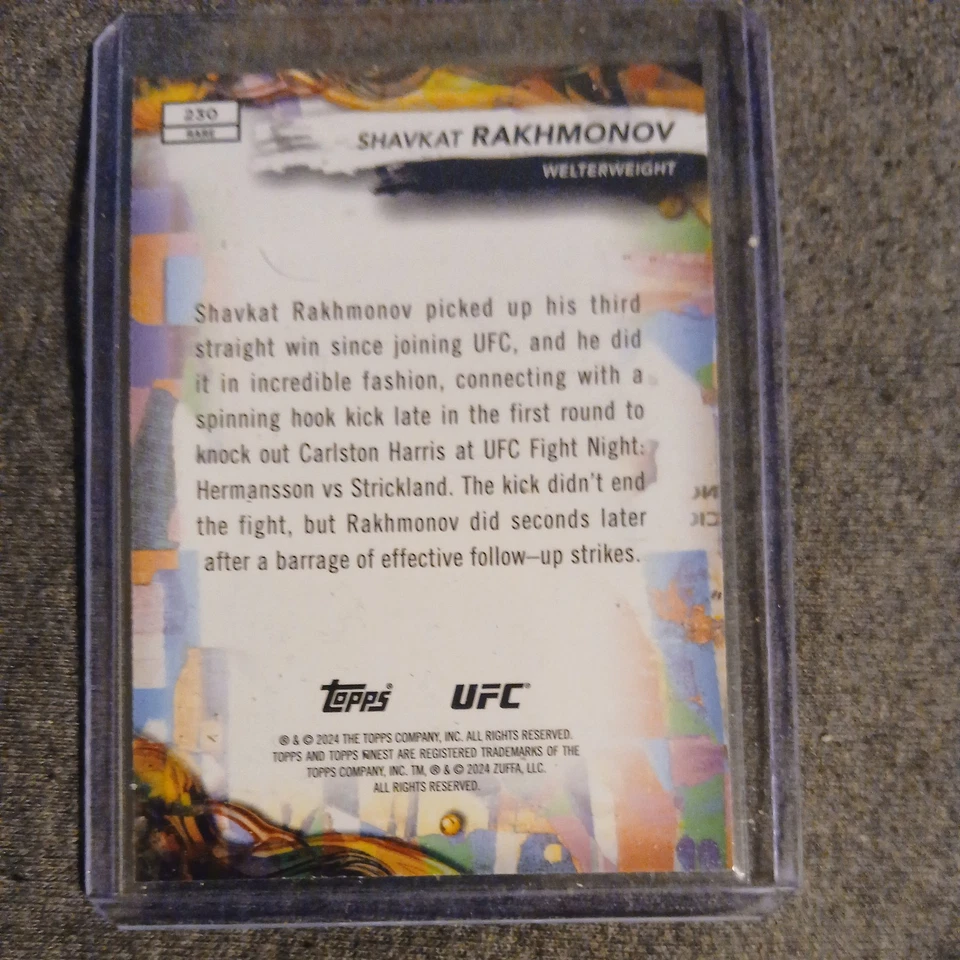 230
RARE
SHAVKAT RAKHMONOV
WELTERWEIGHT
Shavkat Rakhmonov picked up his third
straight win since joining UFC, and he did
it in incredible fashion, connecting with a
spinning hook kick late in the first round to
knock out Carlston Harris at UFC Fight Night:
Hermansson vs Strickland. The kick didn't end
the fight, but Rakhmonov did seconds later
after a barrage of effective follow–up strikes.
topps® UFC®
® & © 2024 THE TOPPS COMPANY, INC. ALL RIGHTS RESERVED.
TOPPS AND TOPPS FINEST ARE REGISTERED TRADEMARKS OF THE
TOPPS COMPANY, INC. TM, ® & © 2024 ZUFFA, LLC.
ALL RIGHTS RESERVED.